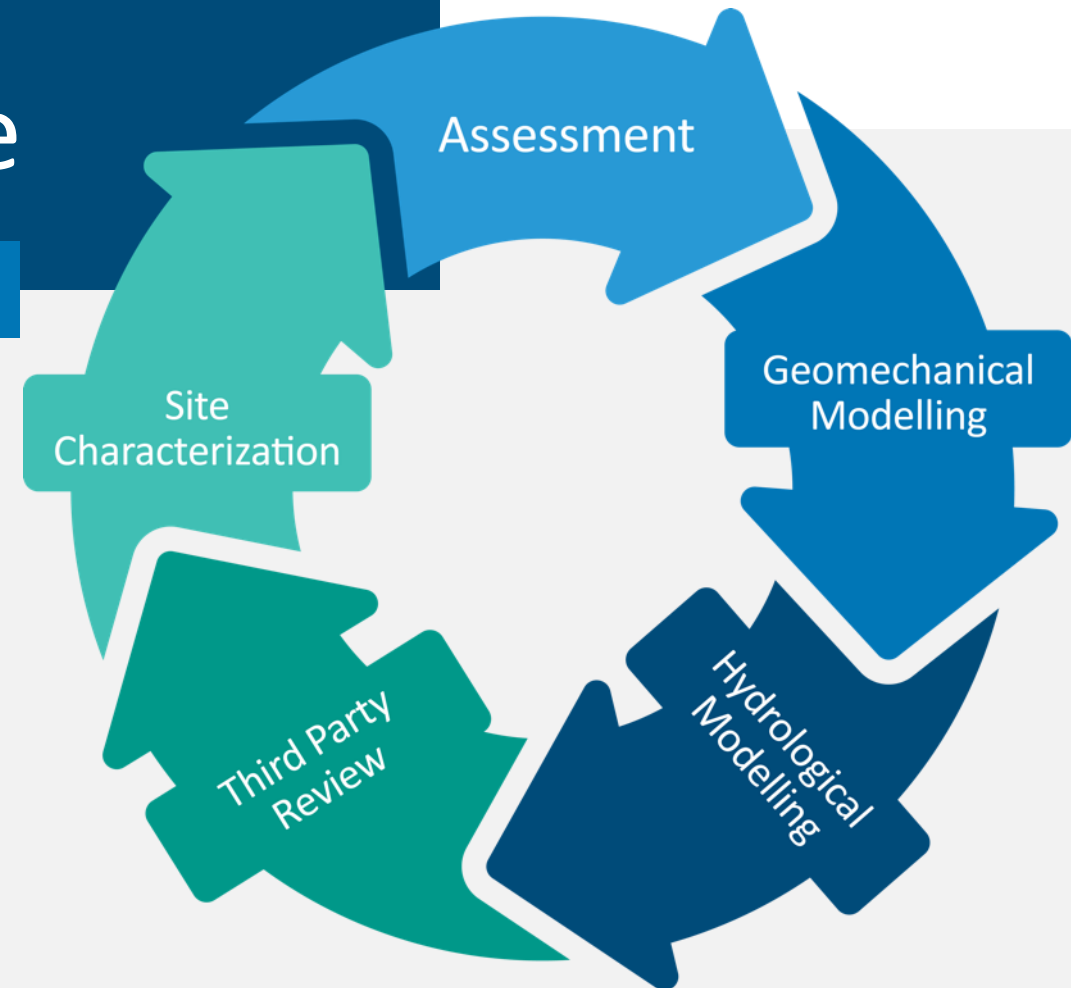 e
Assessment
Geomechanical
Modelling
Hydrological
Modelling
Third Party
Review
Site
Characterization